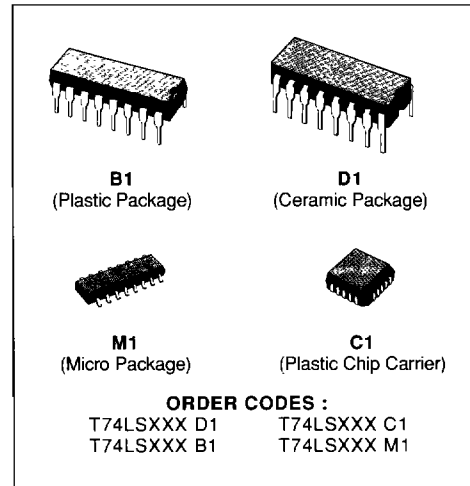 B1
(Plastic Package)
D1
(Ceramic Package)
M1
(Micro Package)
C1
(Plastic Chip Carrier)
ORDER CODES :
T74LSXXX D1 T74LSXXX C1
T74LSXXX B1 T74LSXXX M1